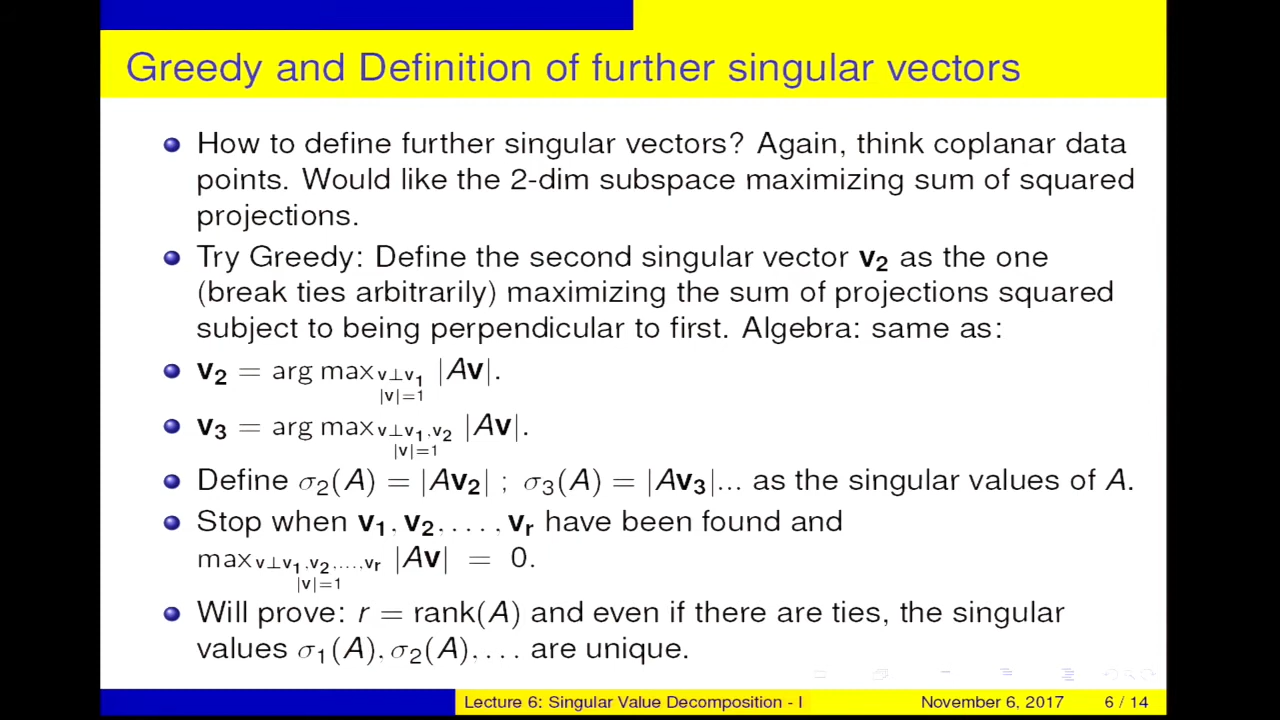 Greedy and Definition of further singular vectors
How to define further singular vectors? Again, think coplanar data
points. Would like the 2-dim subspace maximizing sum of squared
projections.
Try Greedy: Define the second singular vector v₂ as the one
(break ties arbitrarily) maximizing the sum of projections squared
subject to being perpendicular to first. Algebra: same as:
v₂ = arg max v⊥v₁ |Av|.
|v|=1
v₃ = arg max v⊥v₁,v₂ |Av|.
|v|=1
Define σ₂(A) = |Av₂| ; σ₃(A) = |Av₃|... as the singular values of A.
Stop when v₁, v₂, . . . , vᵣ have been found and
max v⊥v₁,v₂,...,vᵣ |Av| = 0.
|v|=1
Will prove: r = rank(A) and even if there are ties, the singular
values σ₁(A), σ₂(A), . . . are unique.
Lecture 6: Singular Value Decomposition - I November 6, 2017 6 / 14